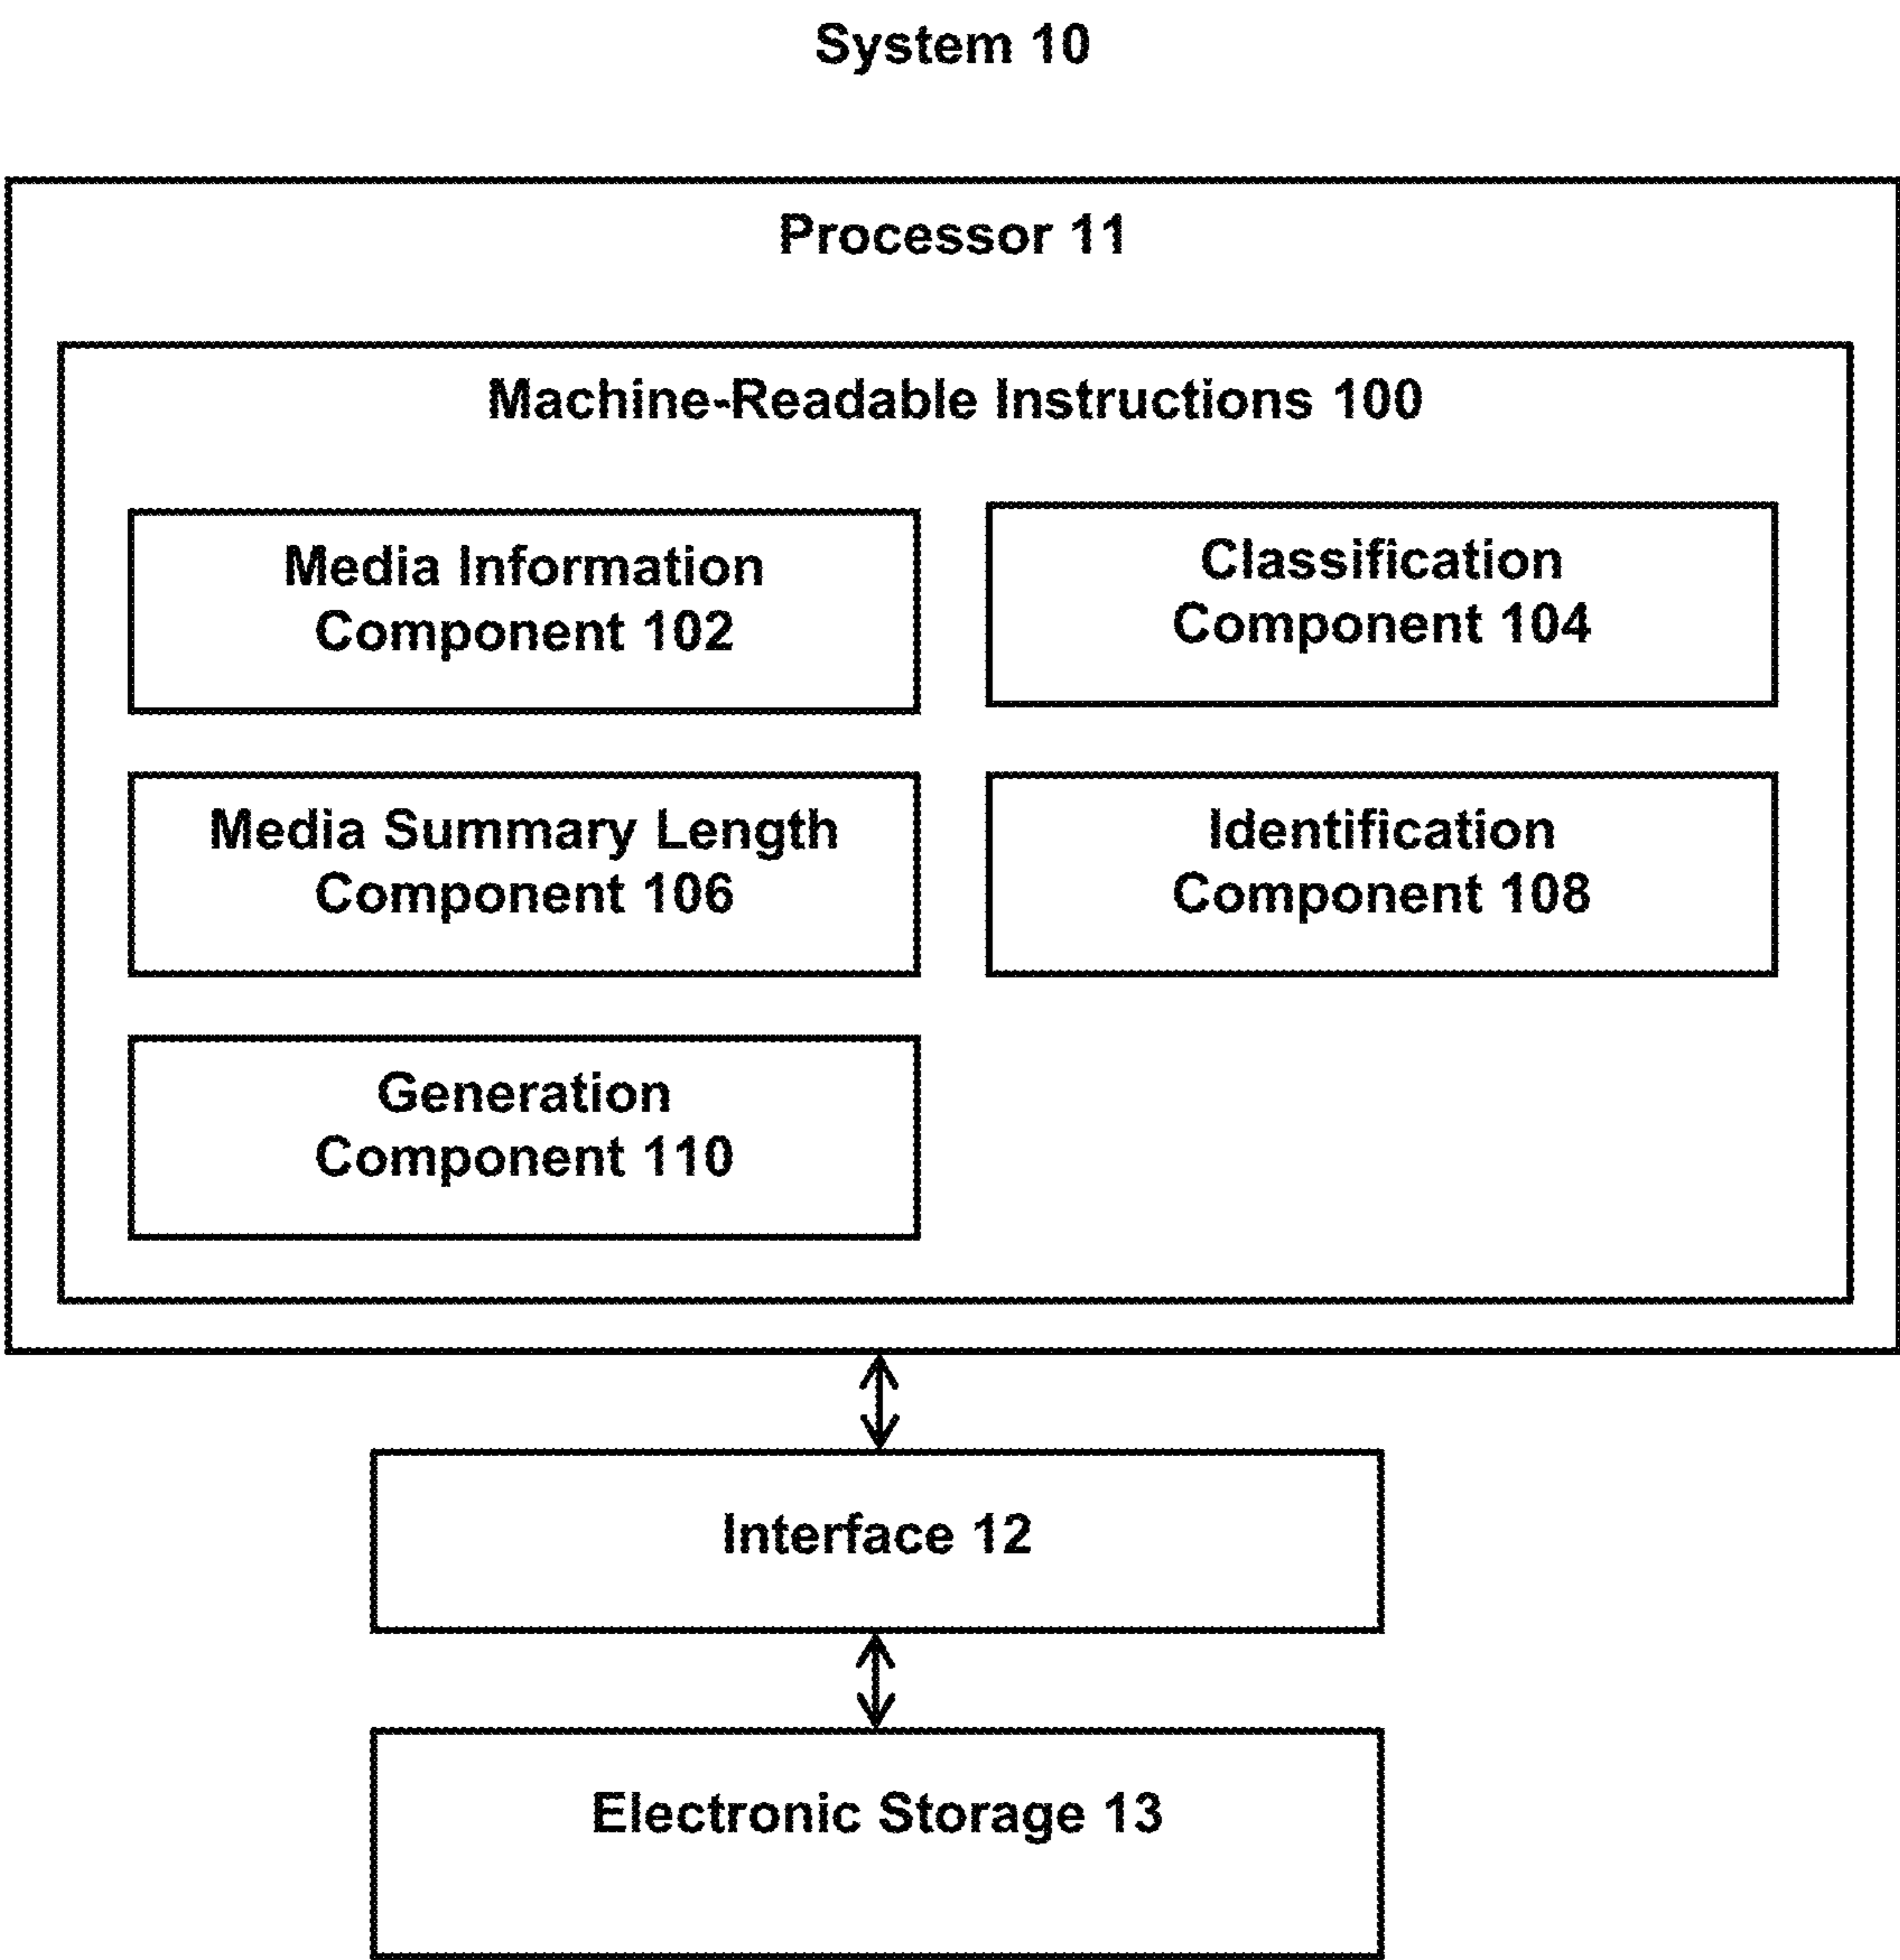 System 10
Processor 11
Machine-Readable Instructions 100
Media Information
Component 102
Classification
Component 104
Media Summary Length
Component 106
Identification
Component 108
Generation
Component 110
Interface 12
Electronic Storage 13